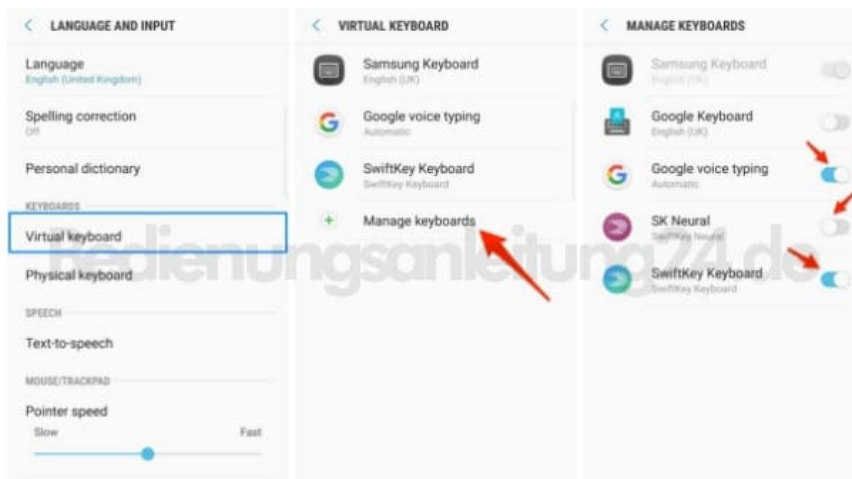 LANGUAGE AND INPUT
Language
English (United Kingdom)
Spelling correction
Off
Personal dictionary
KEYBOARDS
Virtual keyboard
Physical keyboard
SPEECH
Text-to-speech
MOUSE/TRACKPAD
Pointer speed
Slow Fast
VIRTUAL KEYBOARD
Samsung Keyboard
English (UK)
Google voice typing
Automatic
SwiftKey Keyboard
SwiftKey Keyboard
Manage keyboards
MANAGE KEYBOARDS
Samsung Keyboard
English (UK)
Google Keyboard
English (UK)
Google voice typing
Automatic
SK Neural
SwiftKey Neural
SwiftKey Keyboard
SwiftKey Keyboard
Bedienungsanleitung24.de